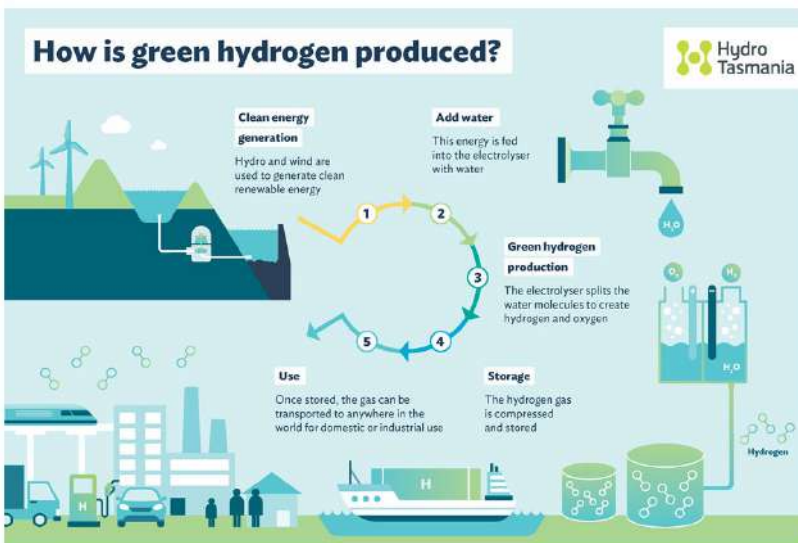 How is green hydrogen produced?
Hydro
Tasmania
Clean energy
generation
Hydro and wind are
used to generate clean
renewable energy
Add water
This energy is fed
into the electrolyser
with water
H₂O
1
2
3
4
5
Green hydrogen
production
The electrolyser splits the
water molecules to create
hydrogen and oxygen
O₂
H₂
H₂O
Use
Once stored, the gas can be
transported to anywhere in the
world for domestic or industrial use
Storage
The hydrogen gas
is compressed
and stored
Hydrogen
H
H